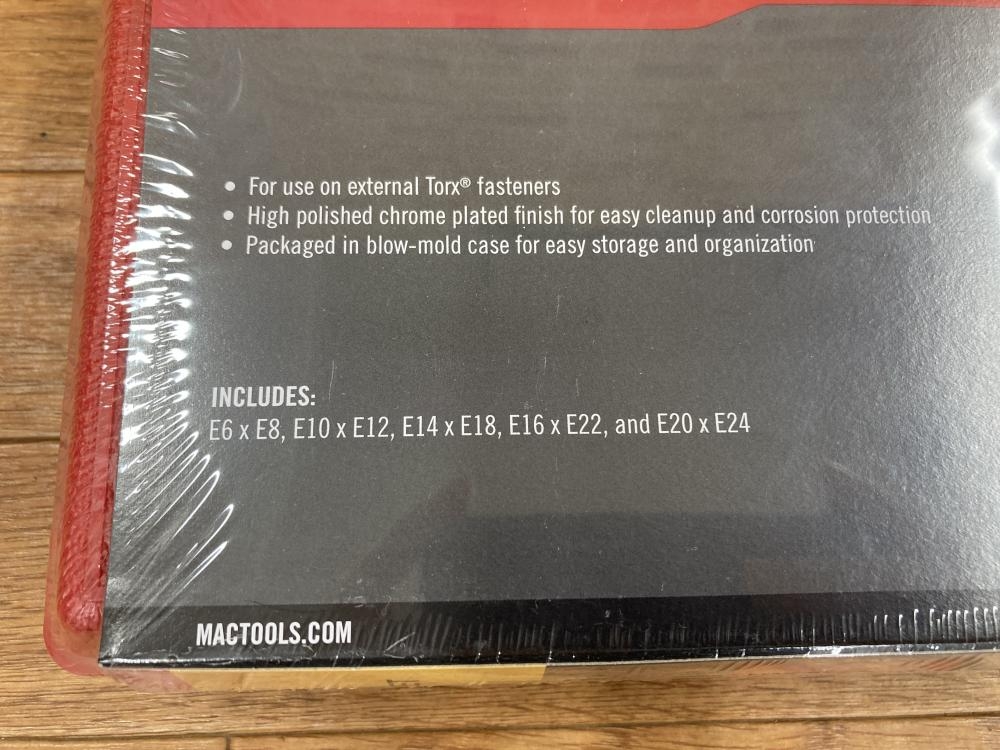 • For use on external Torx® fasteners
• High polished chrome plated finish for easy cleanup and corrosion protection
• Packaged in blow-mold case for easy storage and organization
INCLUDES:
E6 x E8, E10 x E12, E14 x E18, E16 x E22, and E20 x E24
MACTOOLS.COM